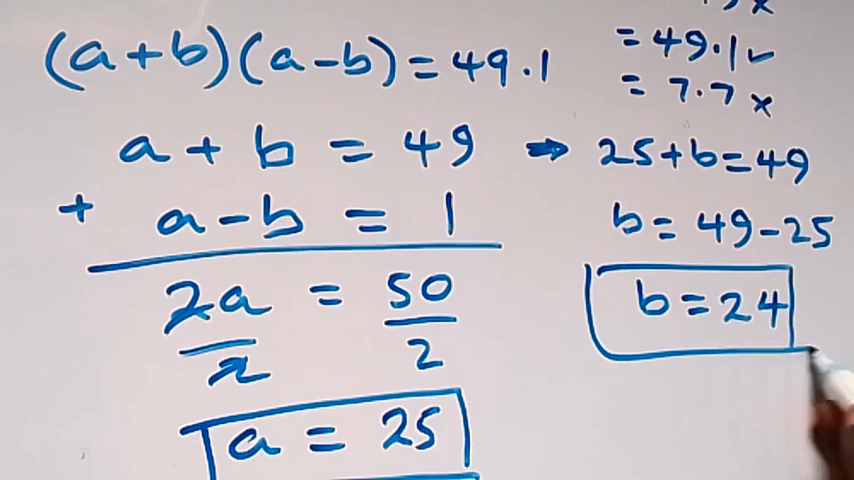 (a+b)(a-b)=49.1
a + b = 49
+ a-b = 1
2a = 50
2 2
a = 25
= 49.1✓
= 7.7 x
→ 25+b=49
b = 49-25
b = 24